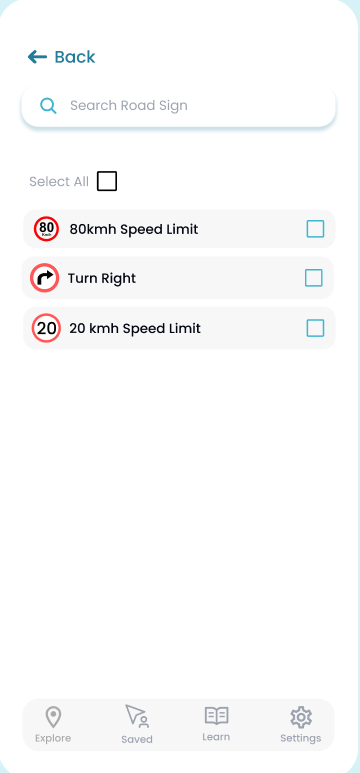 Back
Search Road Sign
Select All
80
Kmh
80kmh Speed Limit
Turn Right
20
20 kmh Speed Limit
Explore
Saved
Learn
Settings